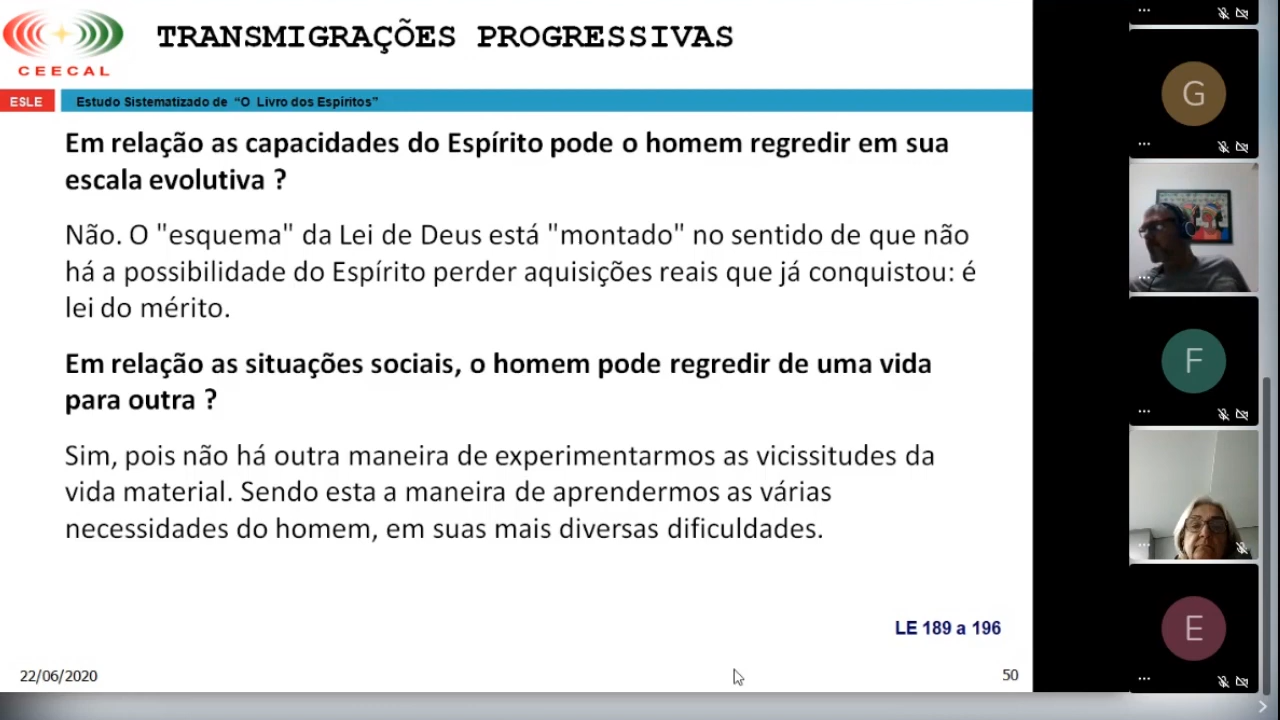 TRANSMIGRAÇÕES PROGRESSIVAS
CEECAL
ESLE
Estudo Sistematizado de “O Livro dos Espíritos”
Em relação as capacidades do Espírito pode o homem regredir em sua
escala evolutiva ?
Não. O "esquema" da Lei de Deus está "montado" no sentido de que não
há a possibilidade do Espírito perder aquisições reais que já conquistou: é
lei do mérito.
Em relação as situações sociais, o homem pode regredir de uma vida
para outra ?
Sim, pois não há outra maneira de experimentarmos as vicissitudes da
vida material. Sendo esta a maneira de aprendermos as várias
necessidades do homem, em suas mais diversas dificuldades.
LE 189 a 196
22/06/2020
50
G
F
E